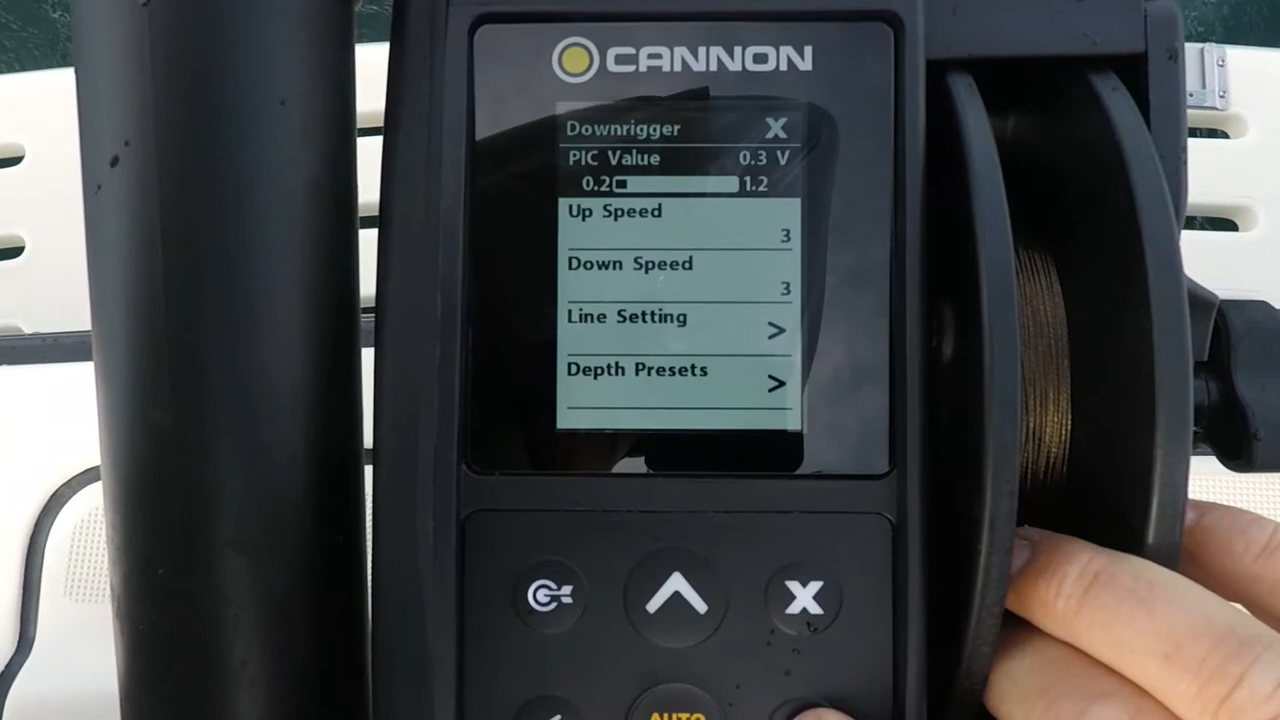 CANNON
Downrigger X
PIC Value 0.3 V
0.2 1.2
Up Speed
3
Down Speed
3
Line Setting >
Depth Presets >
X
AUTO